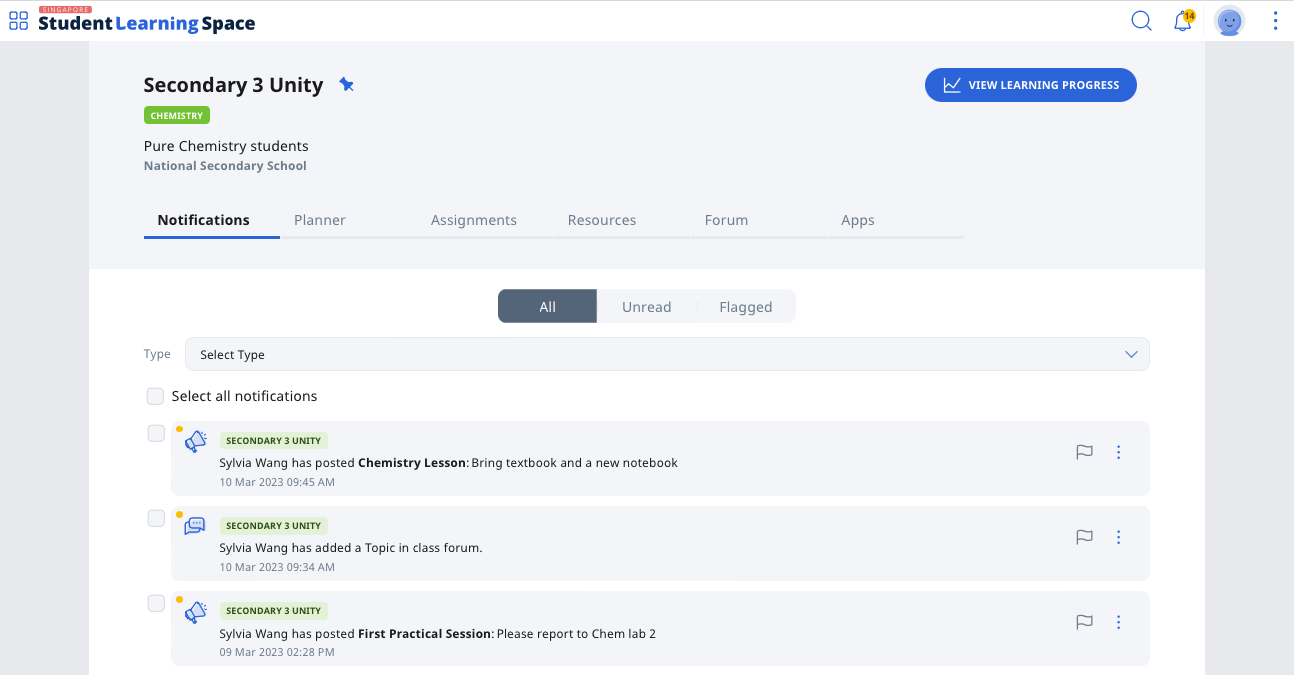 SINGAPORE
Student Learning Space
14
Secondary 3 Unity
VIEW LEARNING PROGRESS
CHEMISTRY
Pure Chemistry students
National Secondary School
Notifications Planner Assignments Resources Forum Apps
All Unread Flagged
Type Select Type
Select all notifications
SECONDARY 3 UNITY
Sylvia Wang has posted Chemistry Lesson: Bring textbook and a new notebook
10 Mar 2023 09:45 AM
SECONDARY 3 UNITY
Sylvia Wang has added a Topic in class forum.
10 Mar 2023 09:34 AM
SECONDARY 3 UNITY
Sylvia Wang has posted First Practical Session: Please report to Chem lab 2
09 Mar 2023 02:28 PM